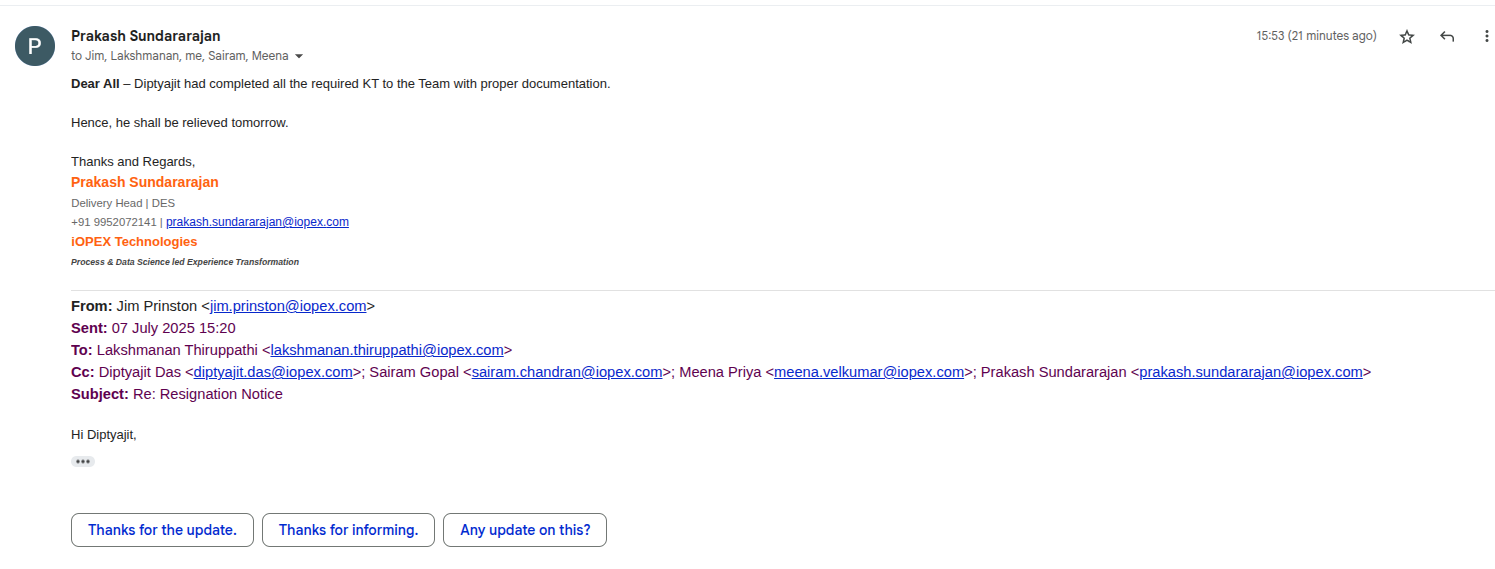 P
Prakash Sundararajan
15:53 (21 minutes ago)
to Jim, Lakshmanan, me, Sairam, Meena
Dear All – Diptyajit had completed all the required KT to the Team with proper documentation.
Hence, he shall be relieved tomorrow.
Thanks and Regards,
Prakash Sundararajan
Delivery Head | DES
+91 9952072141 | prakash.sundararajan@iopex.com
iOPEX Technologies
Process & Data Science led Experience Transformation
From: Jim Prinston <jim.prinston@iopex.com>
Sent: 07 July 2025 15:20
To: Lakshmanan Thiruppathi <lakshmanan.thiruppathi@iopex.com>
Cc: Diptyajit Das <diptyajit.das@iopex.com>; Sairam Gopal <sairam.chandran@iopex.com>; Meena Priya <meena.velkumar@iopex.com>; Prakash Sundararajan <prakash.sundararajan@iopex.com>
Subject: Re: Resignation Notice
Hi Diptyajit,
Thanks for the update.
Thanks for informing.
Any update on this?